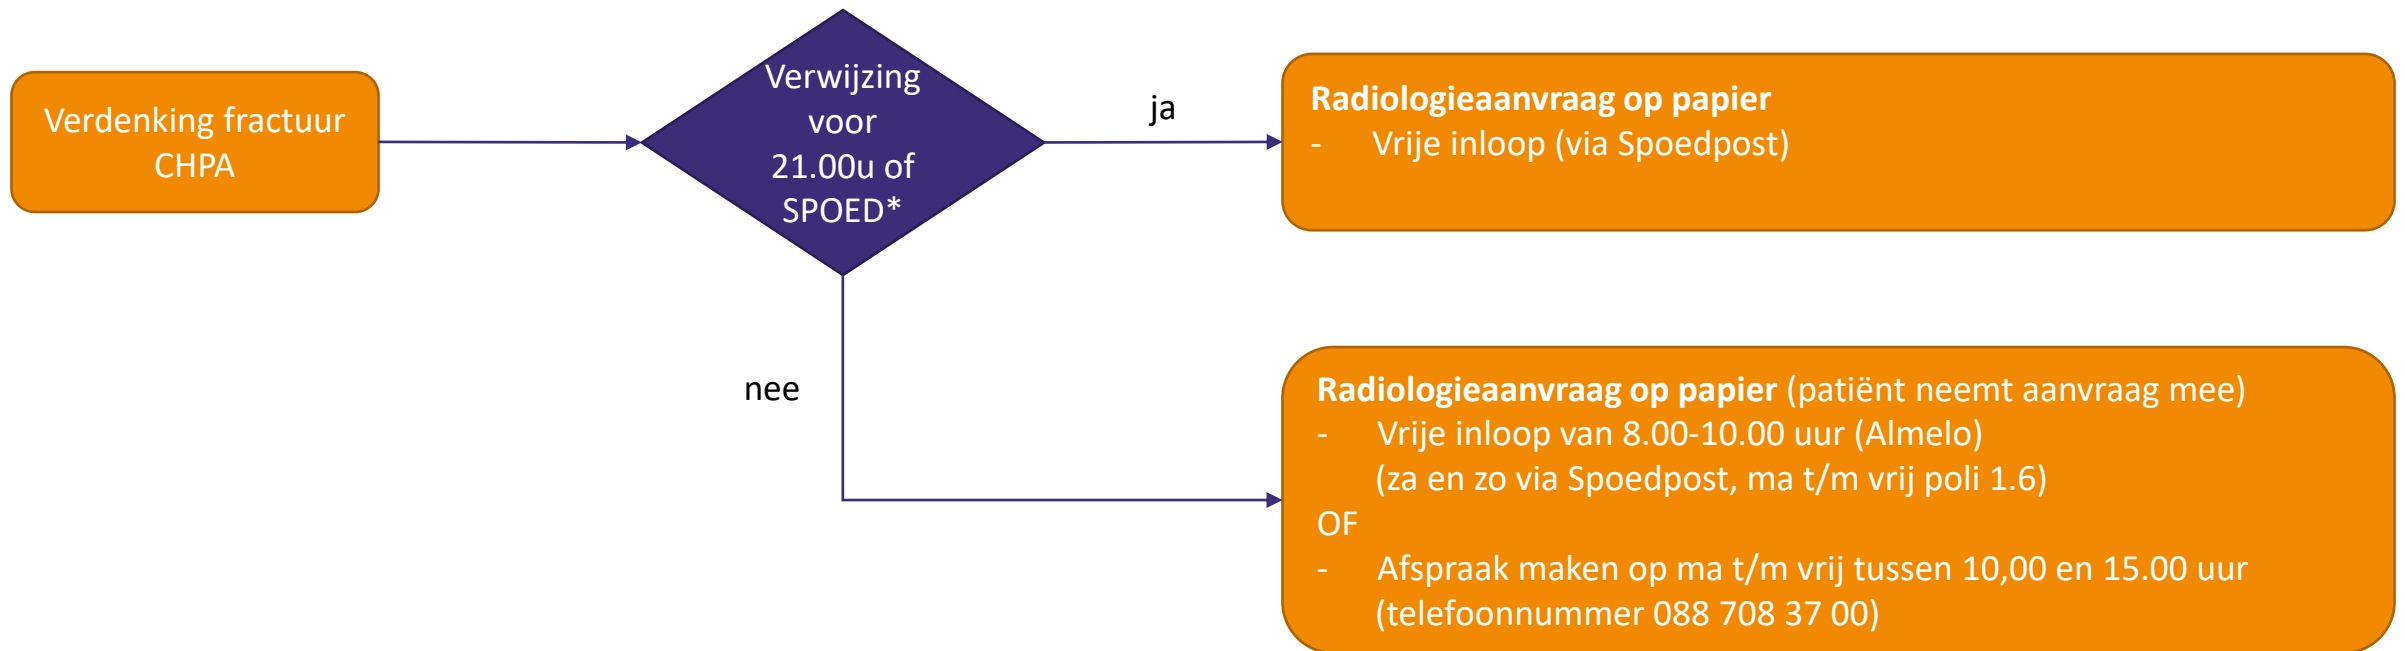 Verdenking fractuur
CHPA
Verwijzing
voor
21.00u of
SPOED*
ja
Radiologieaanvraag op papier
- Vrije inloop (via Spoedpost)
nee
Radiologieaanvraag op papier (patiënt neemt aanvraag mee)
- Vrije inloop van 8.00-10.00 uur (Almelo)
(za en zo via Spoedpost, ma t/m vrij poli 1.6)
OF
- Afspraak maken op ma t/m vrij tussen 10,00 en 15.00 uur
(telefoonnummer 088 708 37 00)